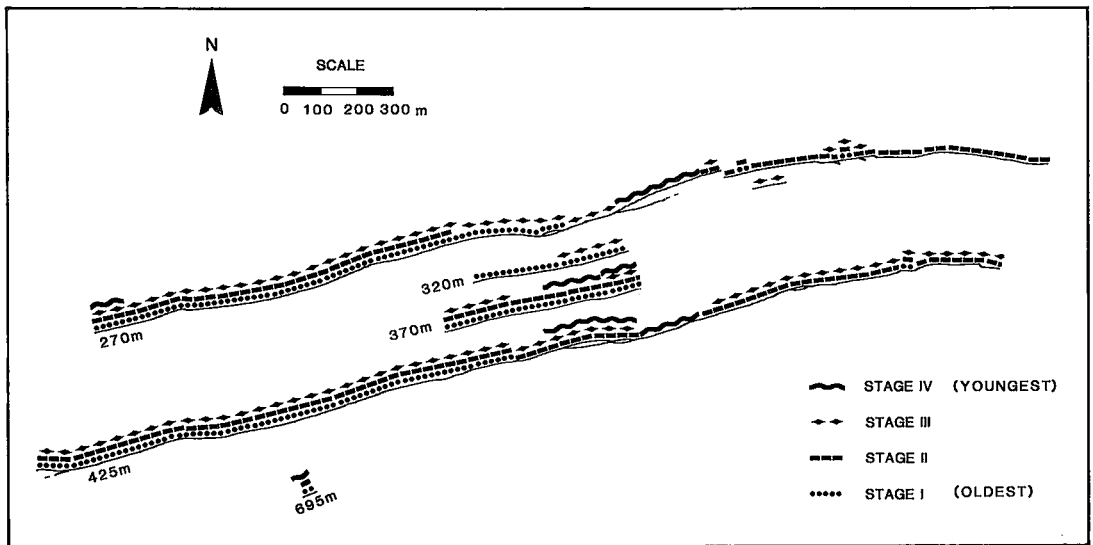 N
SCALE
0 100 200 300 m
320m
270m
370m
425m
695m
STAGE IV (YOUNGEST)
STAGE III
STAGE II
STAGE I (OLDEST)